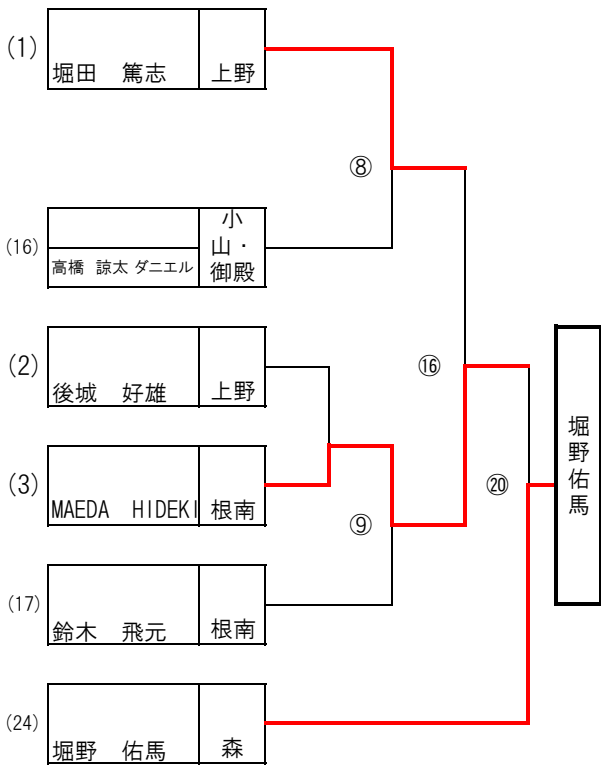 (1)
堀田 篤志 上野
⑧
(16)
高橋 諒太 ダニエル
小
山・
御殿
(2)
後城 好雄 上野
⑯
(3)
MAEDA HIDEKI 根南
⑨
⑳
堀野佑馬
(17)
鈴木 飛元 根南
(24)
堀野 佑馬 森